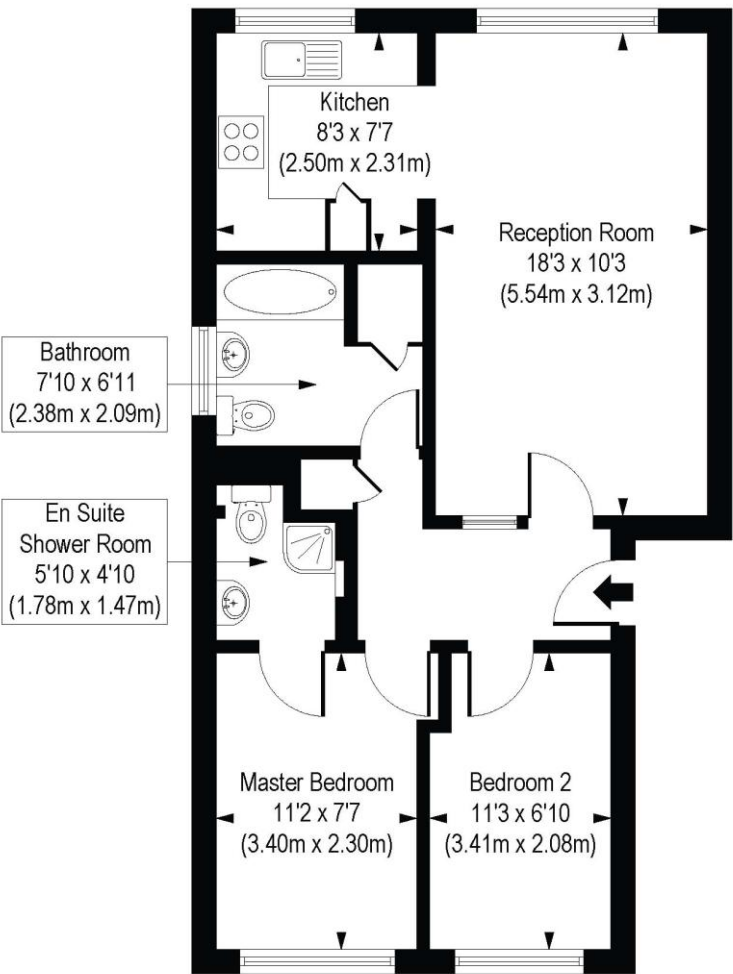 Kitchen
8'3 x 7'7
(2.50m x 2.31m)
Reception Room
18'3 x 10'3
(5.54m x 3.12m)
Bathroom
7'10 x 6'11
(2.38m x 2.09m)
En Suite
Shower Room
5'10 x 4'10
(1.78m x 1.47m)
Master Bedroom
11'2 x 7'7
(3.40m x 2.30m)
Bedroom 2
11'3 x 6'10
(3.41m x 2.08m)